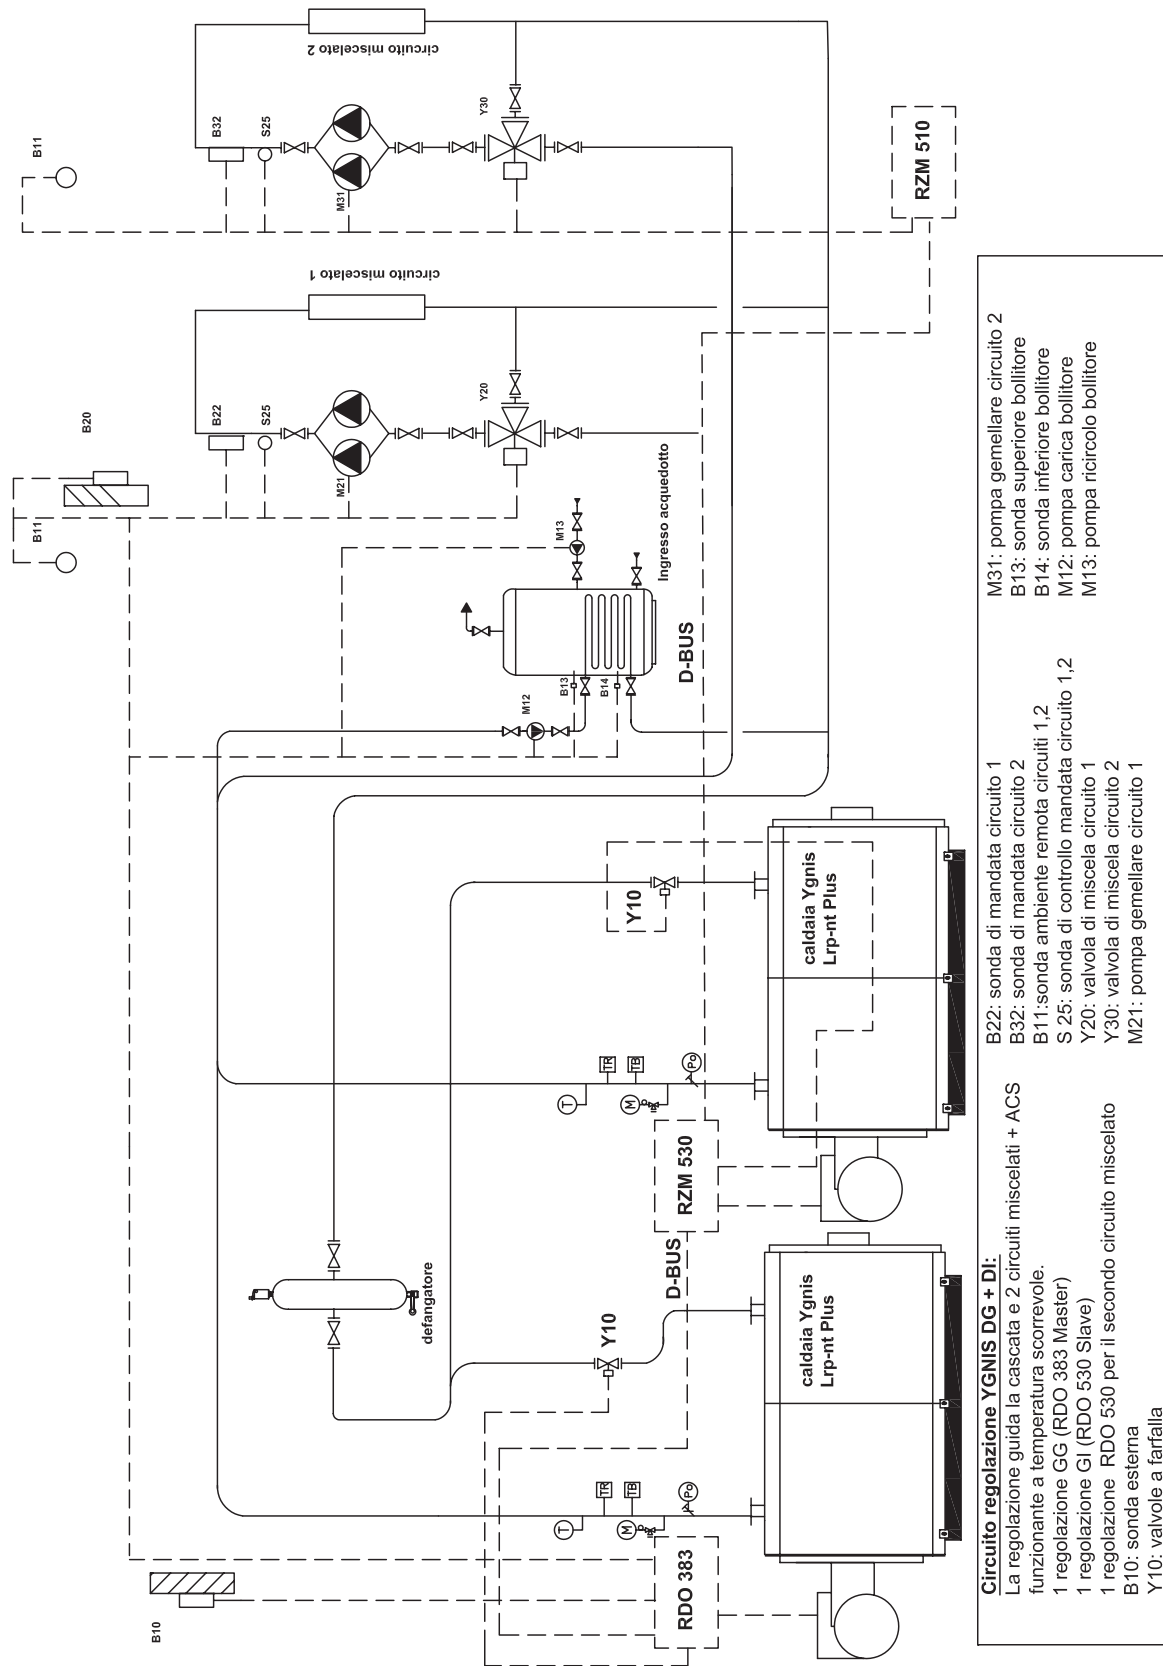 B11
B11
B20
B10
B22
B32
S25
S25
circuito miscelato 1
circuito miscelato 2
M21
M31
defangatore
Y20
Y30
M12
M13
B13
B14
Ingresso acquedotto
T
TR
M
TB
Po
T
TR
M
TB
Po
Y10
Y10
D-BUS
D-BUS
RDO 383
RZM 530
RZM 510
caldaia Ygnis
Lrp-nt Plus
caldaia Ygnis
Lrp-nt Plus
Circuito regolazione YGNIS DG + DI:
La regolazione guida la cascata e 2 circuiti miscelati + ACS
funzionante a temperatura scorrevole.
1 regolazione GG (RDO 383 Master)
1 regolazione GI (RDO 530 Slave)
1 regolazione RDO 530 per il secondo circuito miscelato
B10: sonda esterna
Y10: valvole a farfalla
B22: sonda di mandata circuito 1
B32: sonda di mandata circuito 2
B11:sonda ambiente remota circuiti 1,2
S 25: sonda di controllo mandata circuito 1,2
Y20: valvola di miscela circuito 1
Y30: valvola di miscela circuito 2
M21: pompa gemellare circuito 1
M31: pompa gemellare circuito 2
B13: sonda superiore bollitore
B14: sonda inferiore bollitore
M12: pompa carica bollitore
M13: pompa ricircolo bollitore